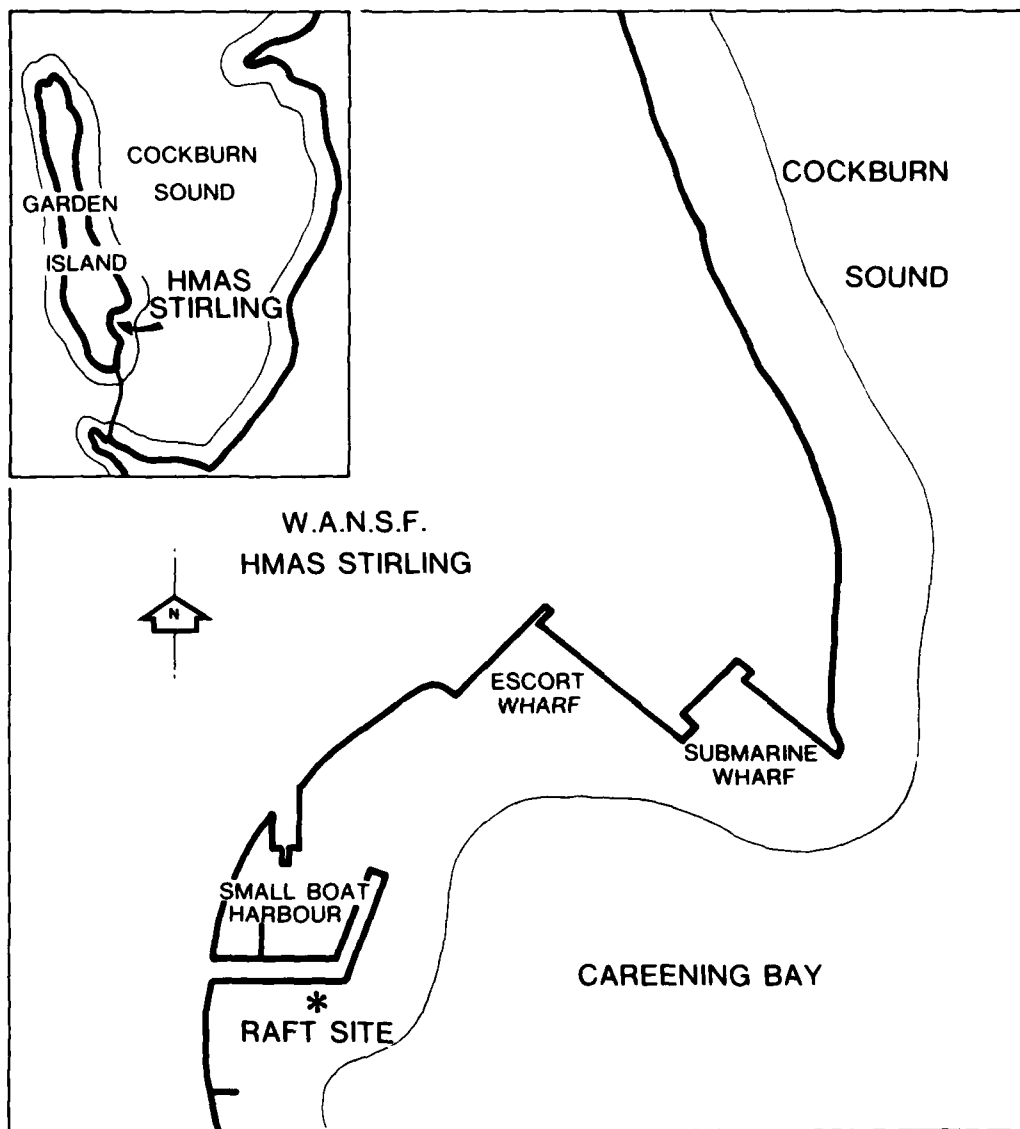 COCKBURN
SOUND
GARDEN
ISLAND
HMAS
STIRLING
COCKBURN
SOUND
W.A.N.S.F.
HMAS STIRLING
N
ESCORT
WHARF
SUBMARINE
WHARF
SMALL BOAT
HARBOUR
CAREENING BAY
*
RAFT SITE